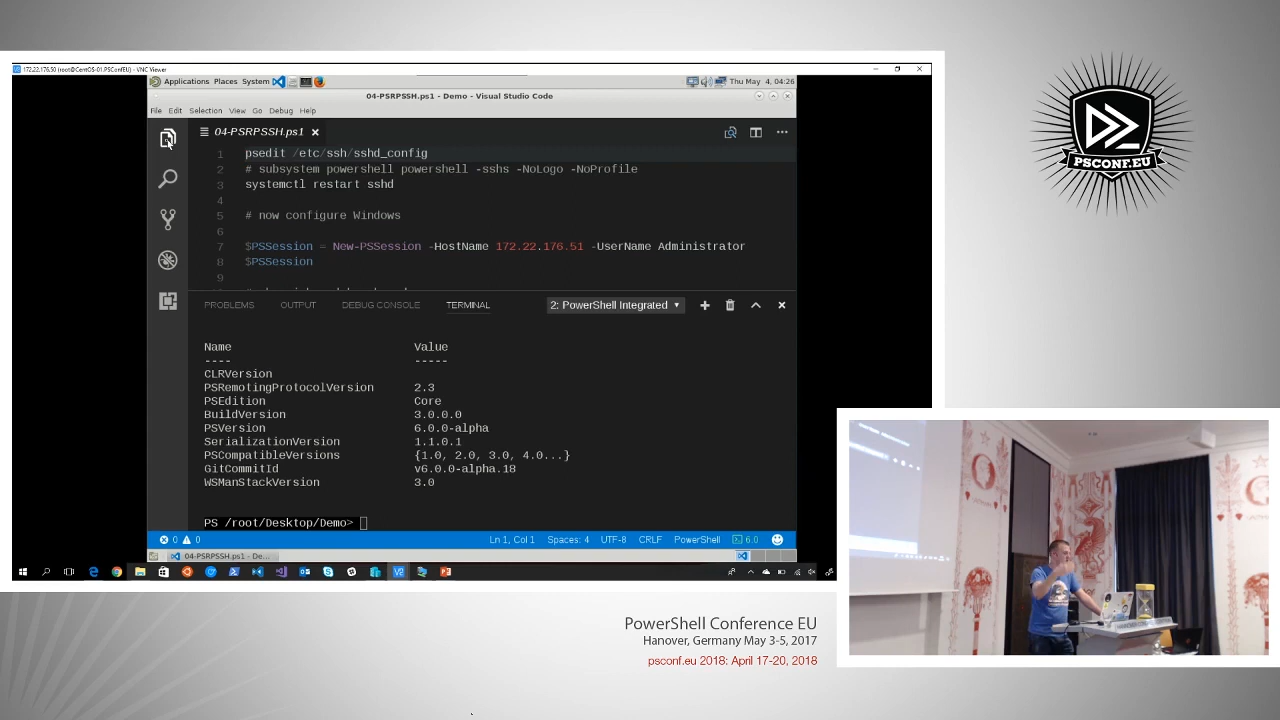 172.22.176.50 (root@CentOS-01.PSConfEU) - VNC Viewer
Applications Places System
Thu May 4, 04:26
04-PSRPSSH.ps1 - Demo - Visual Studio Code
File Edit Selection View Go Debug Help
04-PSRPSSH.ps1
1 psedit /etc/ssh/sshd_config
2 # subsystem powershell powershell -sshs -NoLogo -NoProfile
3 systemctl restart sshd
4
5 # now configure Windows
6
7 $PSSession = New-PSSession -HostName 172.22.176.51 -UserName Administrator
8 $PSSession
9
PROBLEMS OUTPUT DEBUG CONSOLE TERMINAL 2: PowerShell Integrated
Name Value
---- -----
CLRVersion
PSRemotingProtocolVersion 2.3
PSEdition Core
BuildVersion 3.0.0.0
PSVersion 6.0.0-alpha
SerializationVersion 1.1.0.1
PSCompatibleVersions {1.0, 2.0, 3.0, 4.0...}
GitCommitId v6.0.0-alpha.18
WSManStackVersion 3.0
PS /root/Desktop/Demo>
0 0 Ln 1, Col 1 Spaces: 4 UTF-8 CRLF PowerShell 6.0
04-PSRPSSH.ps1 - De...
PSCONF.EU
PowerShell Conference EU
Hanover, Germany May 3-5, 2017
psconf.eu 2018: April 17-20, 2018